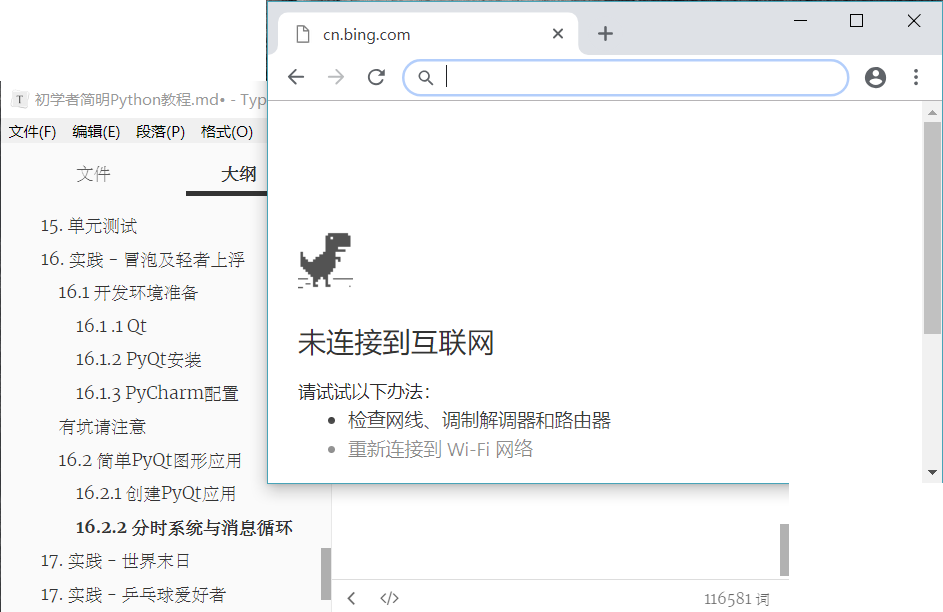 cn.bing.com
初学者简明Python教程.md• - Typ
文件(F) 编辑(E) 段落(P) 格式(O)
文件 大纲
15. 单元测试
16. 实践 - 冒泡及轻者上浮
16.1 开发环境准备
16.1 .1 Qt
16.1.2 PyQt安装
16.1.3 PyCharm配置
有坑请注意
16.2 简单PyQt图形应用
16.2.1 创建PyQt应用
16.2.2 分时系统与消息循环
17. 实践 - 世界末日
17. 实践 - 乒乓球爱好者
未连接到互联网
请试试以下办法：
• 检查网线、调制解调器和路由器
• 重新连接到 Wi-Fi 网络
116581 词